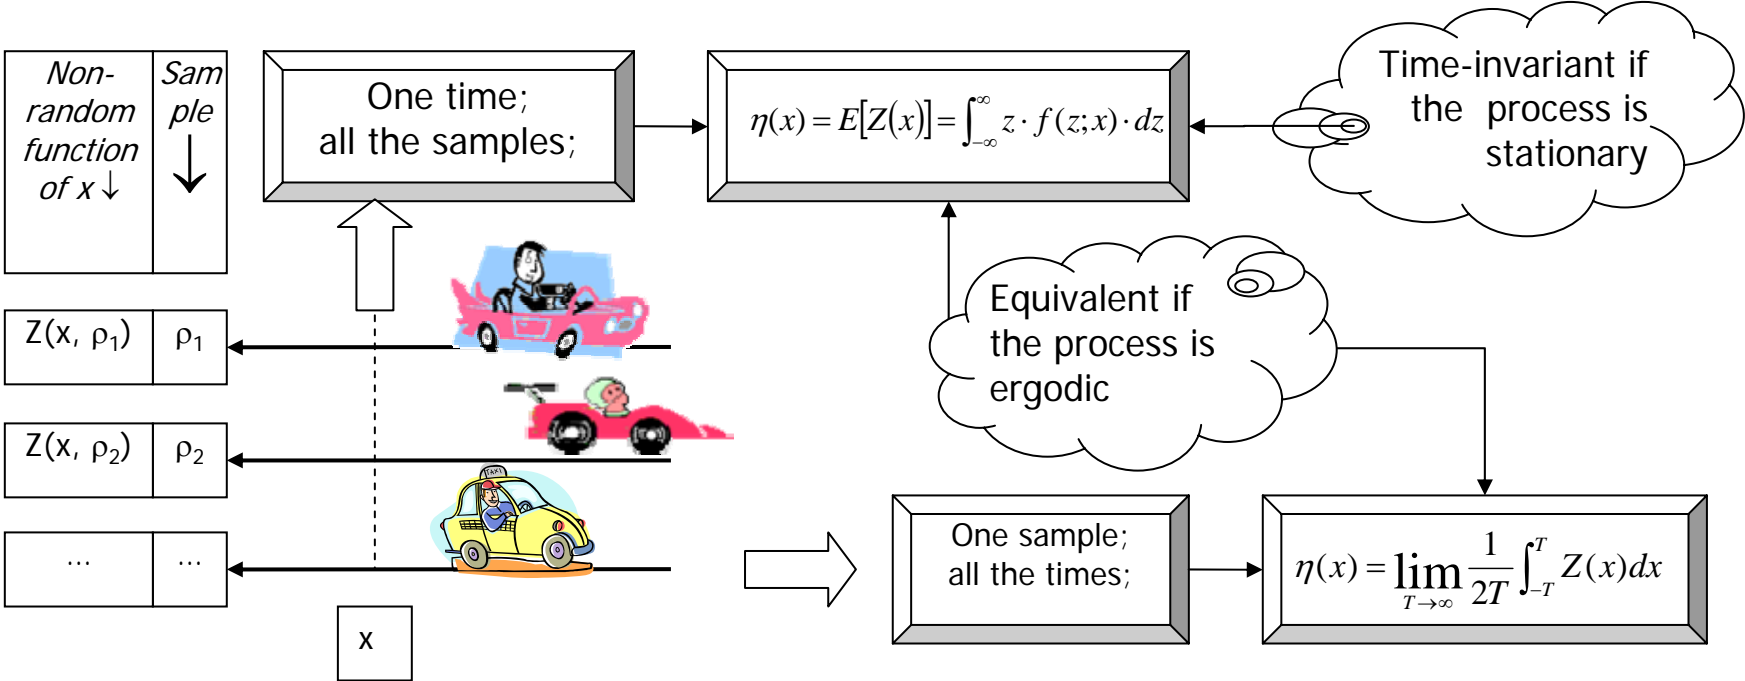 Non-
random
function
of x ↓
Sam
ple
One time;
all the samples;
η(x) = E[Z(x)] = ∫_{-∞}^{∞} z · f(z; x) · dz
Time-invariant if
the process is
stationary
Equivalent if
the process is
ergodic
Z(x, ρ₁) ρ₁
Z(x, ρ₂) ρ₂
TAXI
... ...
x
One sample;
all the times;
η(x) = lim_{T→∞} \frac{1}{2T} ∫_{-T}^{T} Z(x)dx